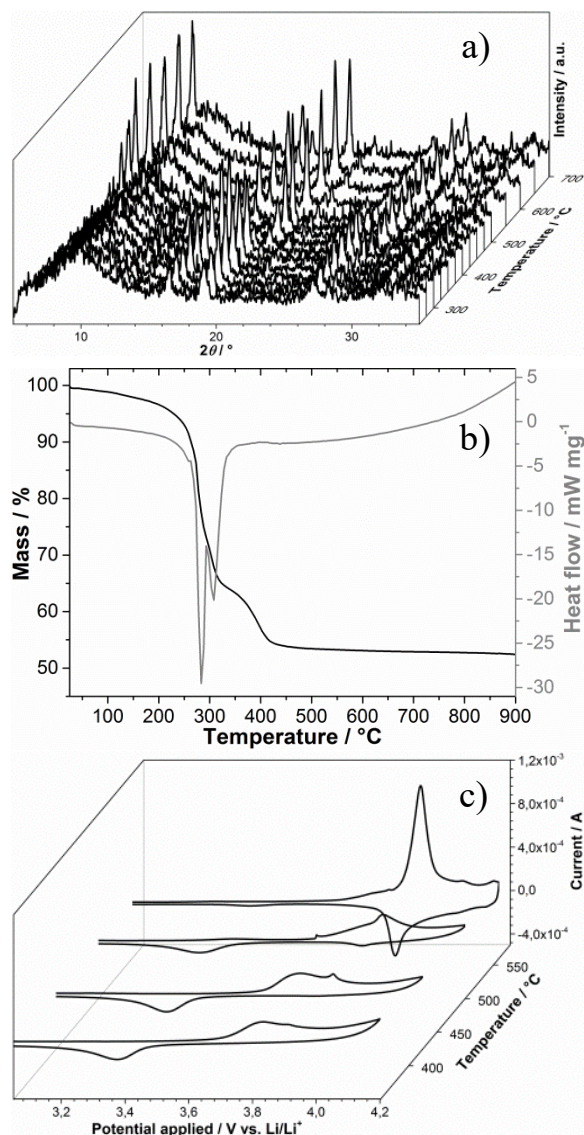 a)
Intensity / a.u.
700
600
500
400
300
Temperature / °C
10
20
30
2θ / °
b)
100
90
80
70
60
50
Mass / %
5
0
-5
-10
-15
-20
-25
-30
Heat flow / mW mg-1
100 200 300 400 500 600 700 800 900
Temperature / °C
c)
1,2x10-3
8,0x10-4
4,0x10-4
0,0
-4,0x10-4
Current / A
550
500
450
400
Temperature / °C
3,2 3,4 3,6 3,8 4,0 4,2
Potential applied / V vs. Li/Li+